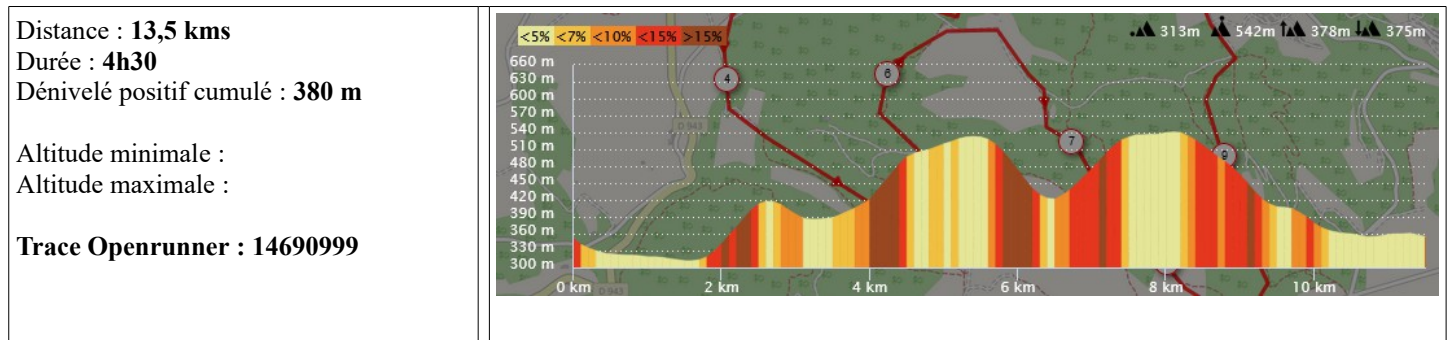 Distance : 13,5 kms
Durée : 4h30
Dénivelé positif cumulé : 380 m
Altitude minimale :
Altitude maximale :
Trace Openrunner : 14690999
<5% <7% <10% <15% >15%
313m 542m 378m 375m
660 m
630 m
600 m
570 m
540 m
510 m
480 m
450 m
420 m
390 m
360 m
330 m
300 m
4
6
7
9
D 943
D 943
0 km 2 km 4 km 6 km 8 km 10 km